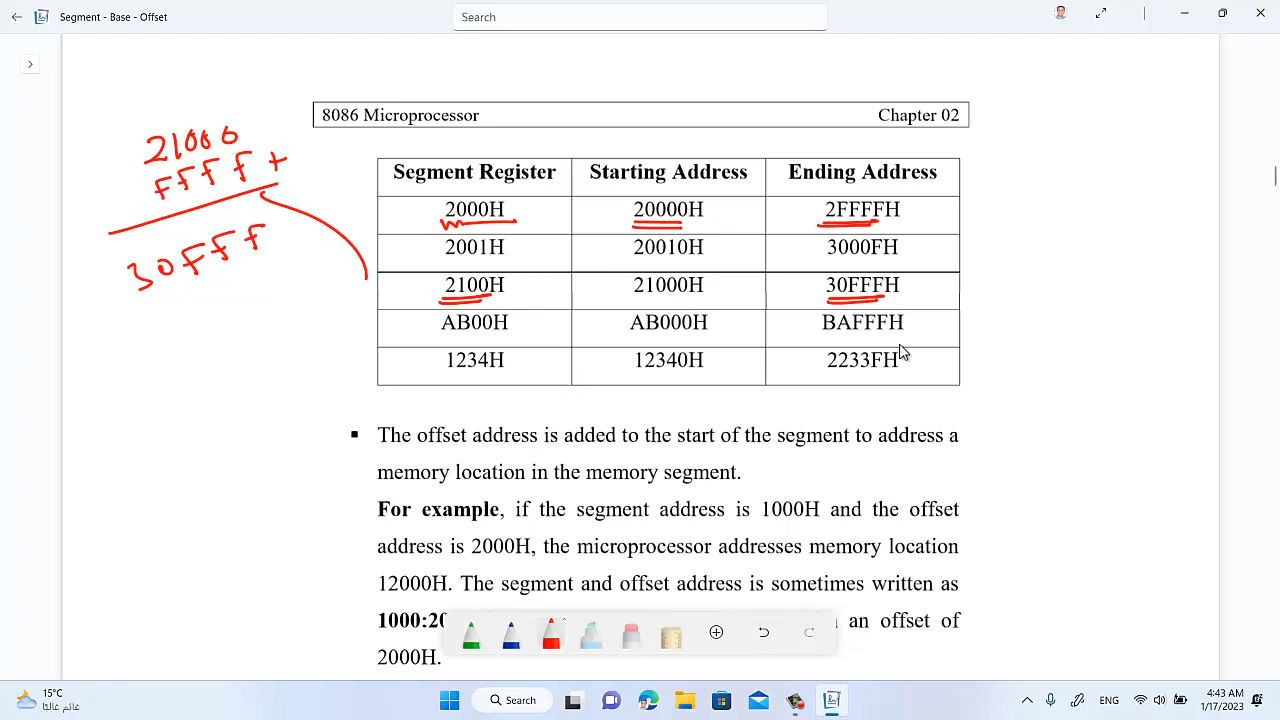 Segment - Base - Offset
Search
8086 Microprocessor Chapter 02
21000
FFFF +
30FFF
Segment Register Starting Address Ending Address
2000H 20000H 2FFFFH
2001H 20010H 3000FH
2100H 21000H 30FFFH
AB00H AB000H BAFFFH
1234H 12340H 2233FH
▪ The offset address is added to the start of the segment to address a
memory location in the memory segment.
For example, if the segment address is 1000H and the offset
address is 2000H, the microprocessor addresses memory location
12000H. The segment and offset address is sometimes written as
1000:20 an offset of
2000H.
15°C
غائم غالبًا
Search
ENG
4:43 AM
1/17/2023